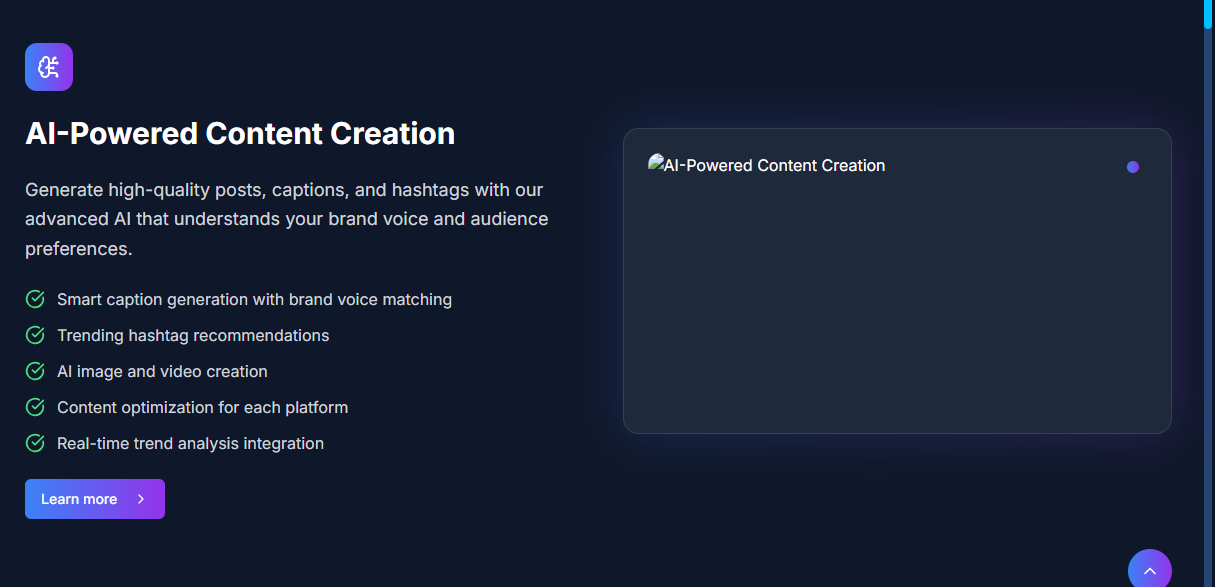 AI-Powered Content Creation
Generate high-quality posts, captions, and hashtags with our
advanced AI that understands your brand voice and audience
preferences.
Smart caption generation with brand voice matching
Trending hashtag recommendations
AI image and video creation
Content optimization for each platform
Real-time trend analysis integration
Learn more
AI-Powered Content Creation